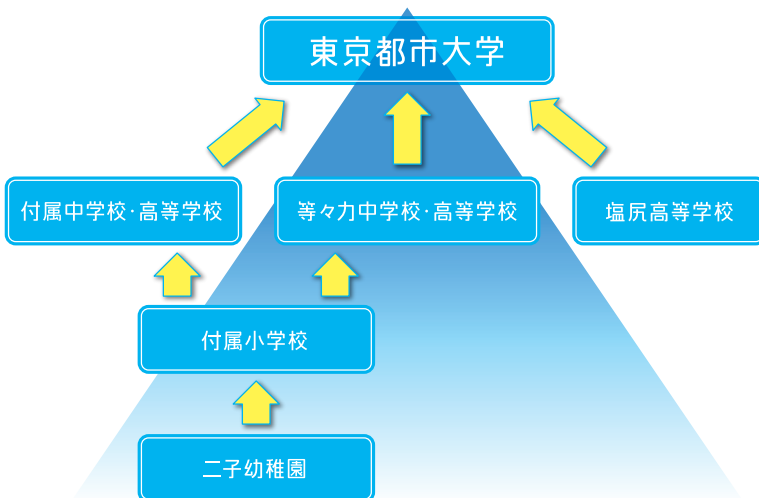 東京都市大学
付属中学校・高等学校
等々力中学校・高等学校
塩尻高等学校
付属小学校
二子幼稚園